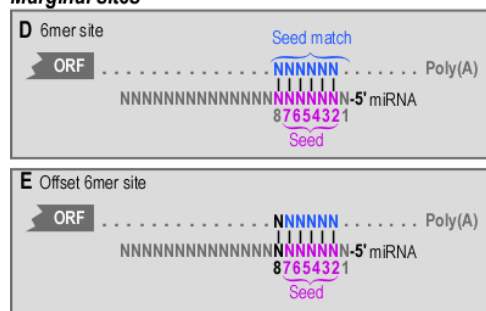 Marginal sites
D 6mer site
Seed match
ORF . . . . . . . . . . . . . . . . NNNNNN . . . . . . . Poly(A)
NNNNNNNNNNNNNNNNNNNNN-5' miRNA
87654321
Seed
E Offset 6mer site
ORF . . . . . . . . . . . . . . . . NNNNNN . . . . . . . Poly(A)
NNNNNNNNNNNNNNNNNNNNN-5' miRNA
87654321
Seed